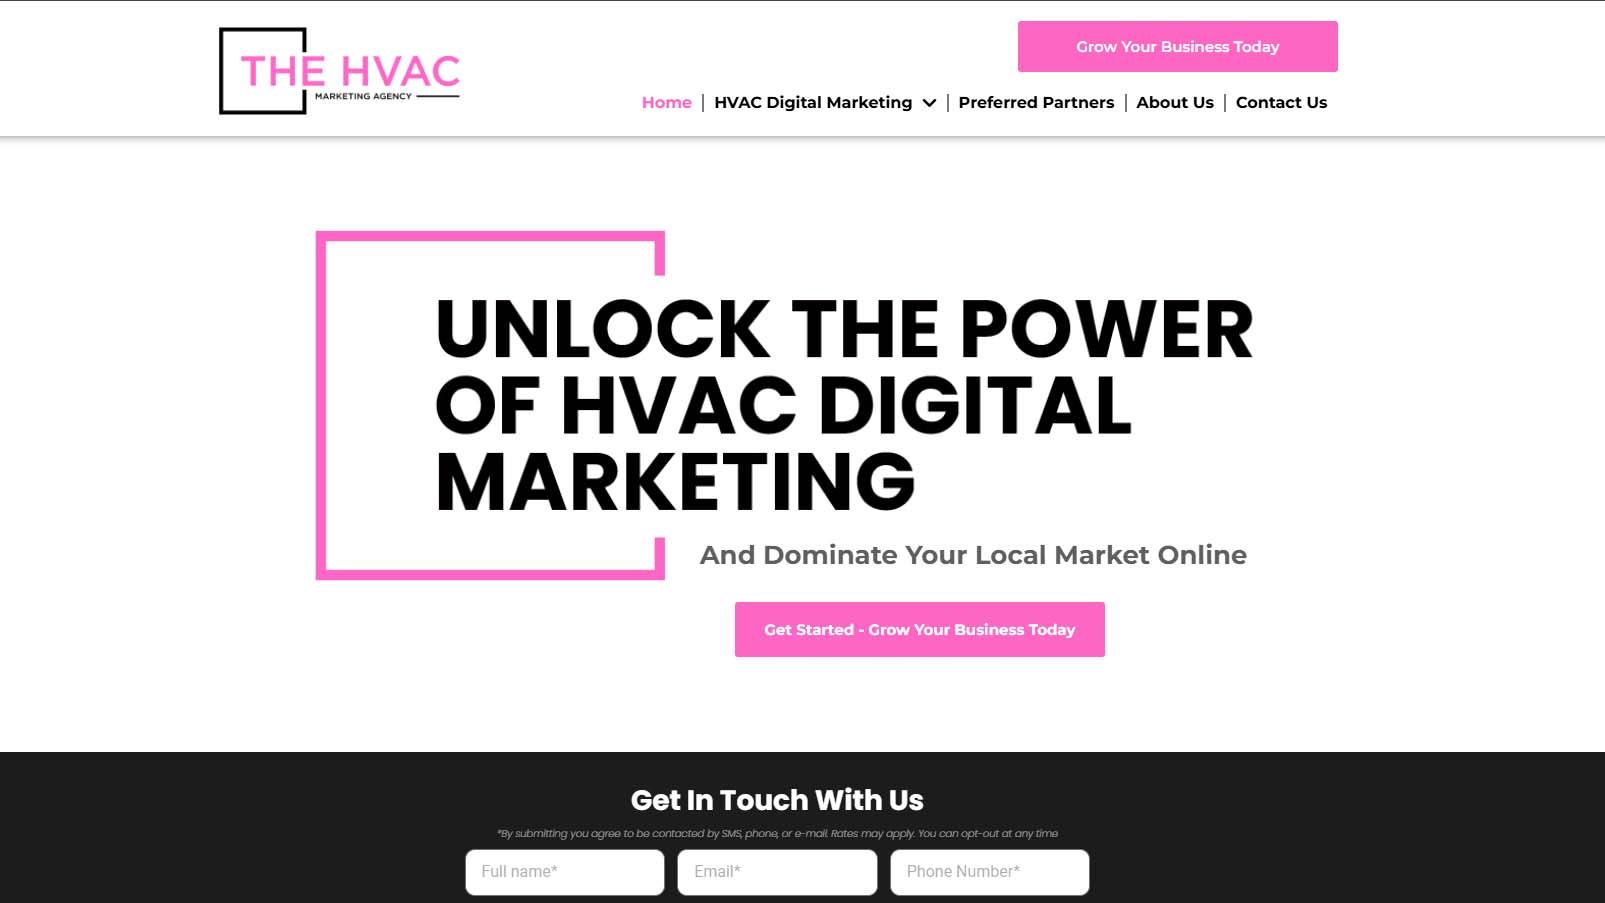 THE HVAC
MARKETING AGENCY
Grow Your Business Today
Home
HVAC Digital Marketing
Preferred Partners
About Us
Contact Us
UNLOCK THE POWER
OF HVAC DIGITAL
MARKETING
And Dominate Your Local Market Online
Get Started - Grow Your Business Today
Get In Touch With Us
*By submitting you agree to be contacted by SMS, phone, or e-mail. Rates may apply. You can opt-out at any time
Full name*
Email*
Phone Number*